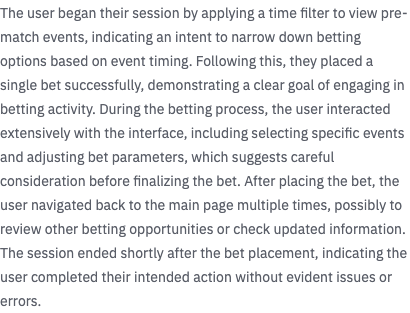 The user began their session by applying a time filter to view pre-
match events, indicating an intent to narrow down betting
options based on event timing. Following this, they placed a
single bet successfully, demonstrating a clear goal of engaging in
betting activity. During the betting process, the user interacted
extensively with the interface, including selecting specific events
and adjusting bet parameters, which suggests careful
consideration before finalizing the bet. After placing the bet, the
user navigated back to the main page multiple times, possibly to
review other betting opportunities or check updated information.
The session ended shortly after the bet placement, indicating the
user completed their intended action without evident issues or
errors.